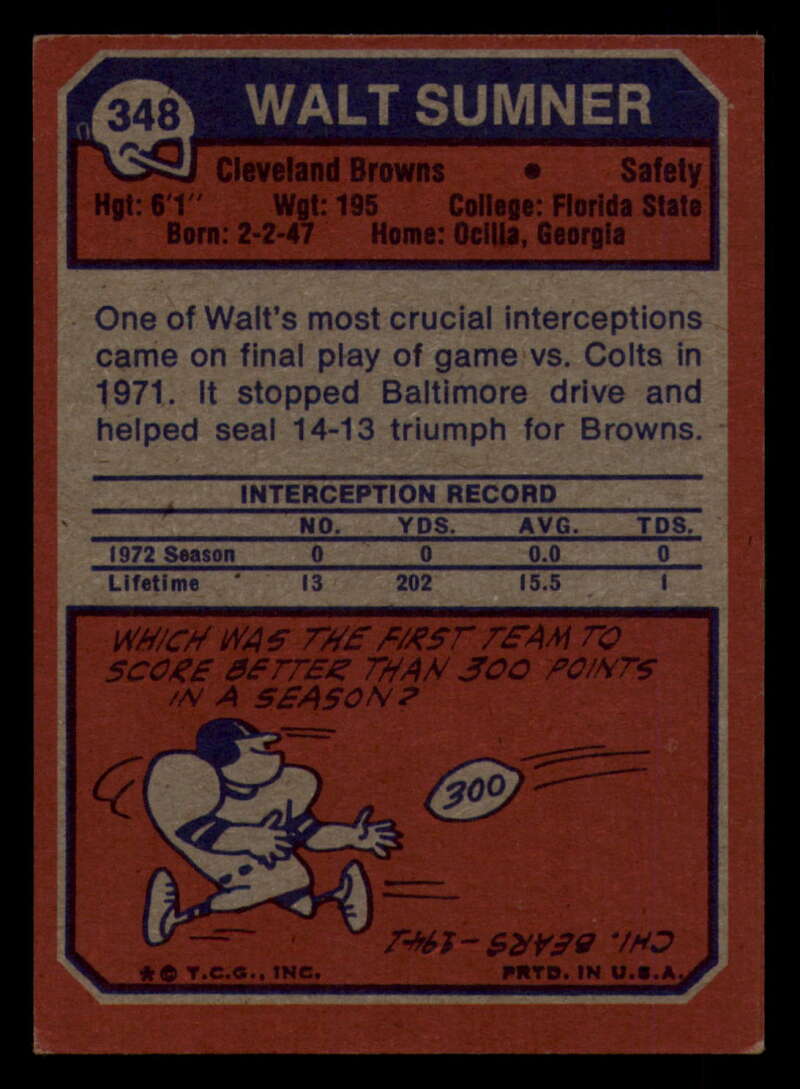 348 WALT SUMNER
Cleveland Browns • Safety
Hgt: 6'1" Wgt: 195 College: Florida State
Born: 2-2-47 Home: Ocilla, Georgia
One of Walt's most crucial interceptions
came on final play of game vs. Colts in
1971. It stopped Baltimore drive and
helped seal 14-13 triumph for Browns.
INTERCEPTION RECORD
NO. YDS. AVG. TDS.
1972 Season 0 0 0.0 0
Lifetime 13 202 15.5 1
WHICH WAS THE FIRST TEAM TO
SCORE BETTER THAN 300 POINTS
IN A SEASON?
300
CHI. BEARS - 1941
* © T.C.G., INC. PRTD. IN U.S.A.